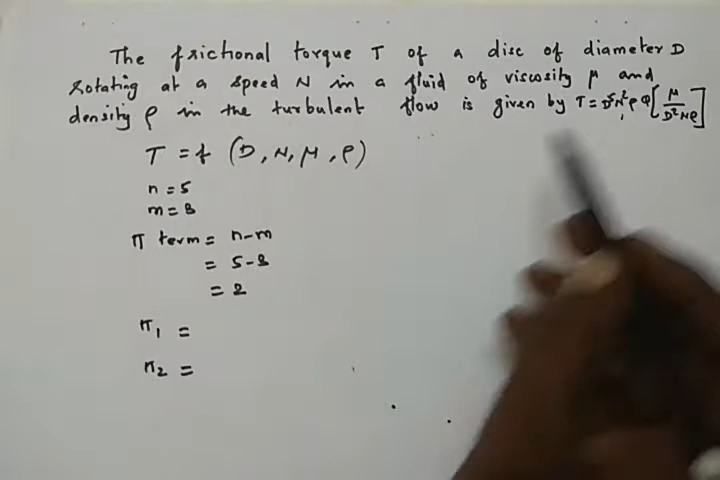 The frictional torque T of a disc of diameter D
rotating at a speed N in a fluid of viscosity μ and
density ρ in the turbulent flow is given by T = D⁵N²ρ φ[μ/D²Nρ]
T = f (D, N, μ, ρ)
n = 5
m = 3
π term = n-m
= 5-3
= 2
π₁ =
π₂ =